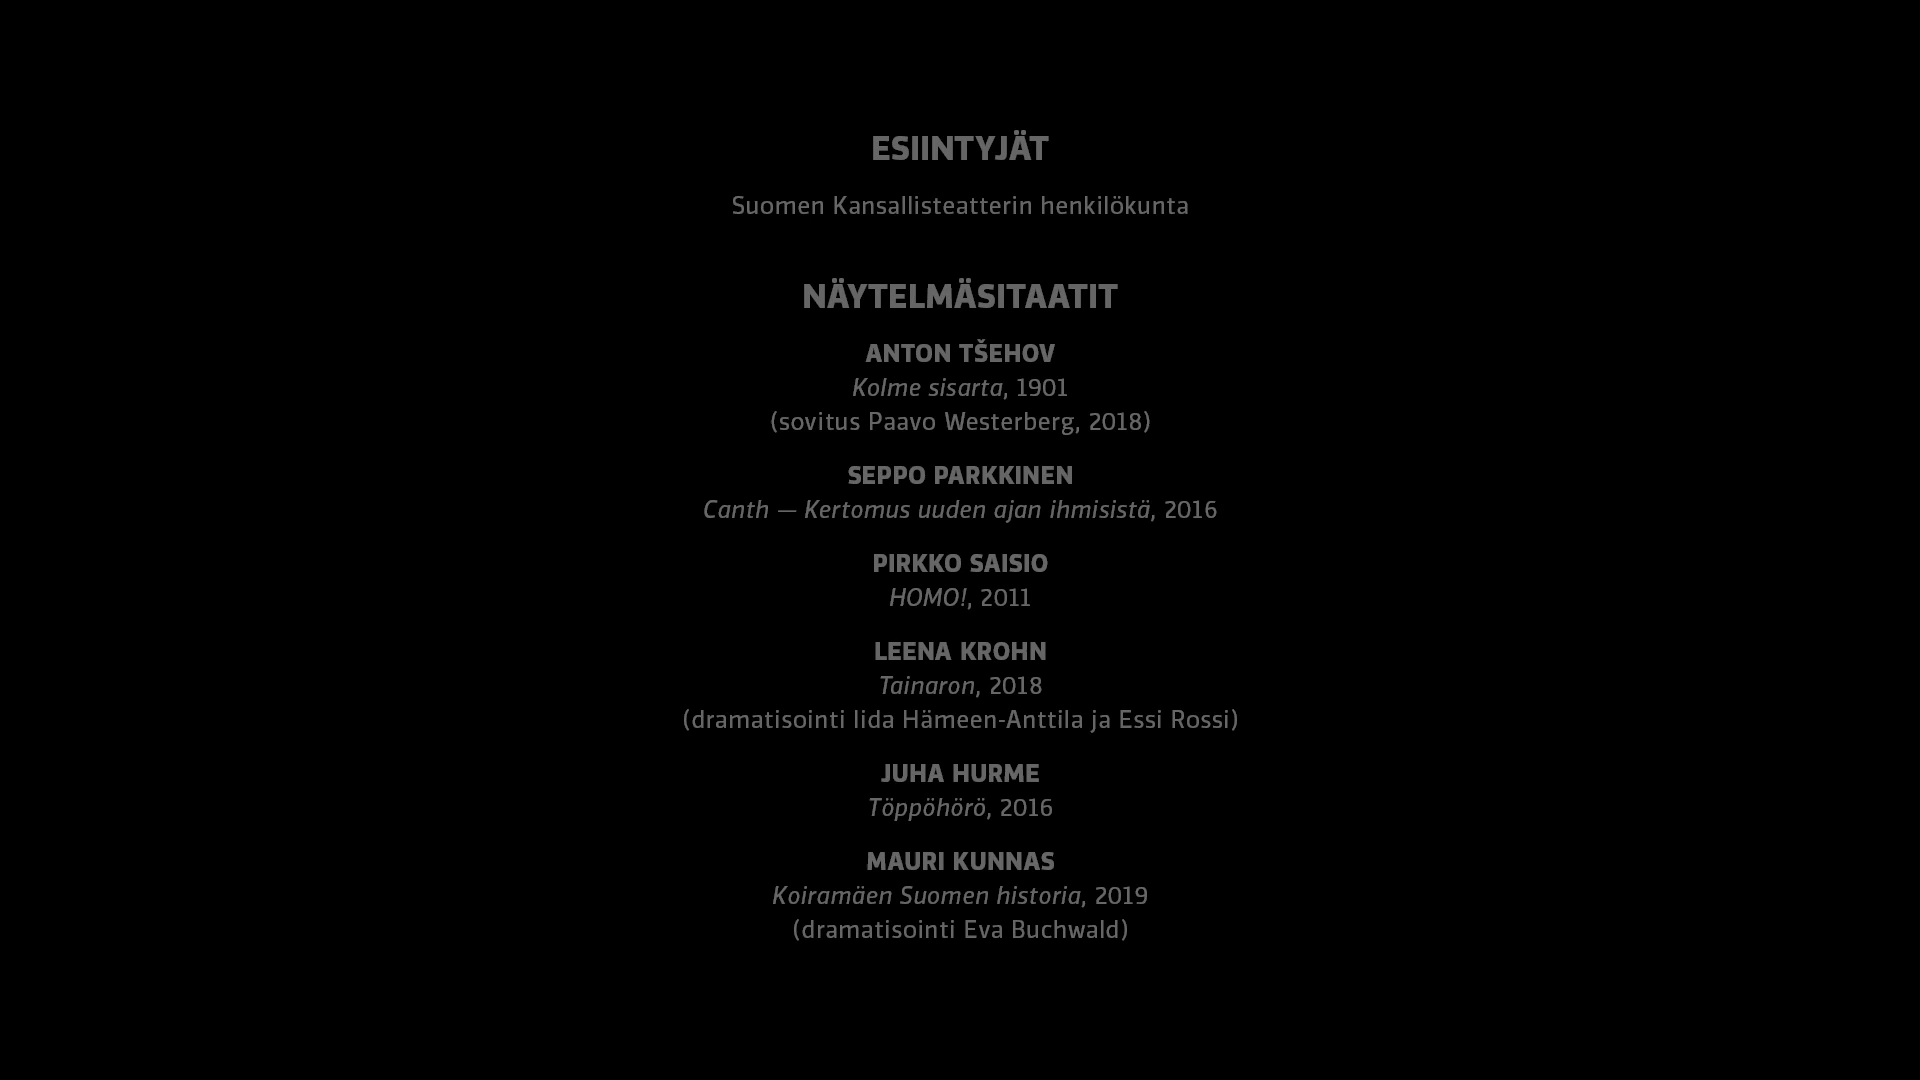 ESIINTYJÄT
Suomen Kansallisteatterin henkilökunta
NÄYTELMÄSITAATIT
ANTON TŠEHOV
Kolme sisarta, 1901
(sovitus Paavo Westerberg, 2018)
SEPPO PARKKINEN
Canth — Kertomus uuden ajan ihmisistä, 2016
PIRKKO SAISIO
HOMO!, 2011
LEENA KROHN
Tainaron, 2018
(dramatisointi Iida Hämeen-Anttila ja Essi Rossi)
JUHA HURME
Töppöhörö, 2016
MAURI KUNNAS
Koiramäen Suomen historia, 2019
(dramatisointi Eva Buchwald)